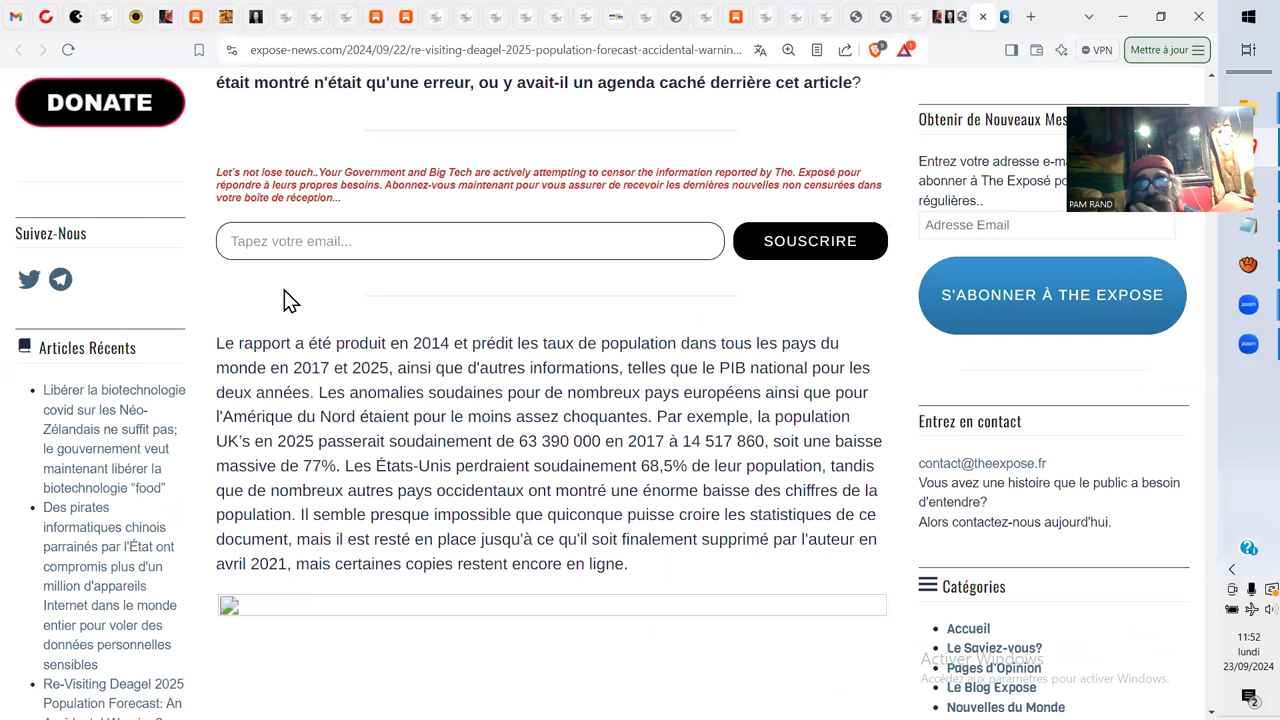 expose-news.com/2024/09/22/re-visiting-deagel-2025-population-forecast-accidental-warnin...
VPN
Mettre à jour
DONATE
Suivez-Nous
Articles Récents
Libérer la biotechnologie
covid sur les Néo-
Zélandais ne suffit pas;
le gouvernement veut
maintenant libérer la
biotechnologie “food”
Des pirates
informatiques chinois
parrainés par l'État ont
compromis plus d'un
million d'appareils
Internet dans le monde
entier pour voler des
données personnelles
sensibles
Re-Visiting Deagel 2025
Population Forecast: An
était montré n'était qu'une erreur, ou y avait-il un agenda caché derrière cet article?
Let’s not lose touch..Your Government and Big Tech are actively attempting to censor the information reported by The. Exposé pour
répondre à leurs propres besoins. Abonnez-vous maintenant pour vous assurer de recevoir les dernières nouvelles non censurées dans
votre boîte de réception...
Tapez votre email...
SOUSCRIRE
Le rapport a été produit en 2014 et prédit les taux de population dans tous les pays du
monde en 2017 et 2025, ainsi que d'autres informations, telles que le PIB national pour les
deux années. Les anomalies soudaines pour de nombreux pays européens ainsi que pour
l'Amérique du Nord étaient pour le moins assez choquantes. Par exemple, la population
UK’s en 2025 passerait soudainement de 63 390 000 en 2017 à 14 517 860, soit une baisse
massive de 77%. Les États-Unis perdraient soudainement 68,5% de leur population, tandis
que de nombreux autres pays occidentaux ont montré une énorme baisse des chiffres de la
population. Il semble presque impossible que quiconque puisse croire les statistiques de ce
document, mais il est resté en place jusqu'à ce qu'il soit finalement supprimé par l'auteur en
avril 2021, mais certaines copies restent encore en ligne.
Obtenir de Nouveaux Mes
Entrez votre adresse e-ma
abonner à The Exposé po
régulières..
PAM RAND
Adresse Email
S'ABONNER À THE EXPOSE
Entrez en contact
contact@theexpose.fr
Vous avez une histoire que le public a besoin
d'entendre?
Alors contactez-nous aujourd'hui.
Catégories
Accueil
Le Saviez-vous?
Pages d'Opinion
Le Blog Expose
Nouvelles du Monde
Activer Windows
Accédez aux paramètres pour activer Windows.
zoom
zoom
11:52
lundi
23/09/2024
2